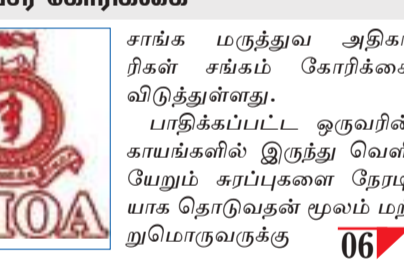 சாங்க மருத்துவ அதிகா
ரிகள் சங்கம் கோரிக்கை
விடுத்துள்ளது.
பாதிக்கப்பட்ட ஒருவரின்
காயங்களில் இருந்து வெளி
யேறும் சுரப்புகளை நேரடி
யாக தொடுவதன் மூலம் மற்
றுமொருவருக்கு
06